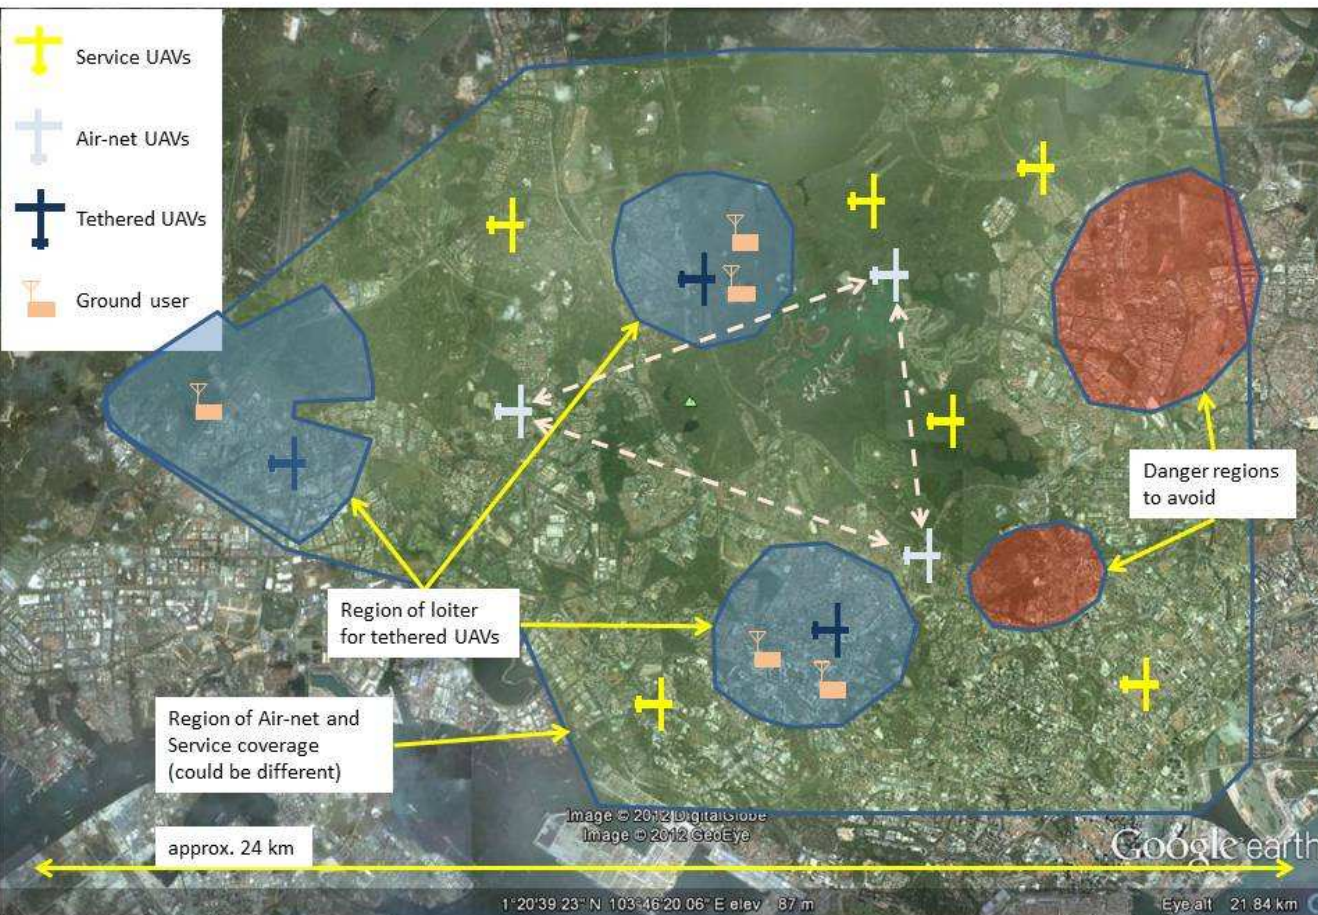 Service UAVs
Air-net UAVs
Tethered UAVs
Ground user
Danger regions
to avoid
Region of loiter
for tethered UAVs
Region of Air-net and
Service coverage
(could be different)
approx. 24 km
Image © 2012 DigitalGlobe
Image © 2012 GeoEye
Google earth
1°20'39.23" N 103°46'20.06" E elev 87 m
Eye alt 21.84 km